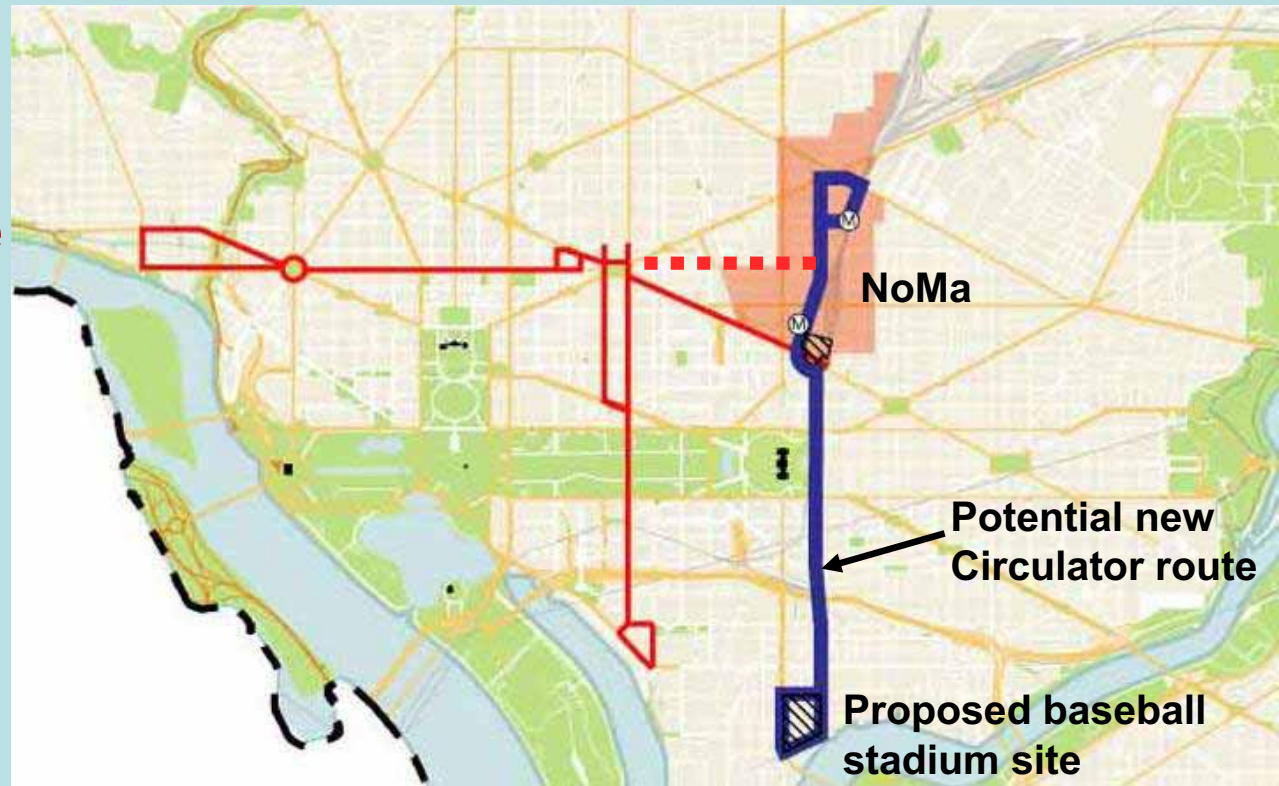 M
NoMa
M
Potential new
Circulator route
Proposed baseball
stadium site